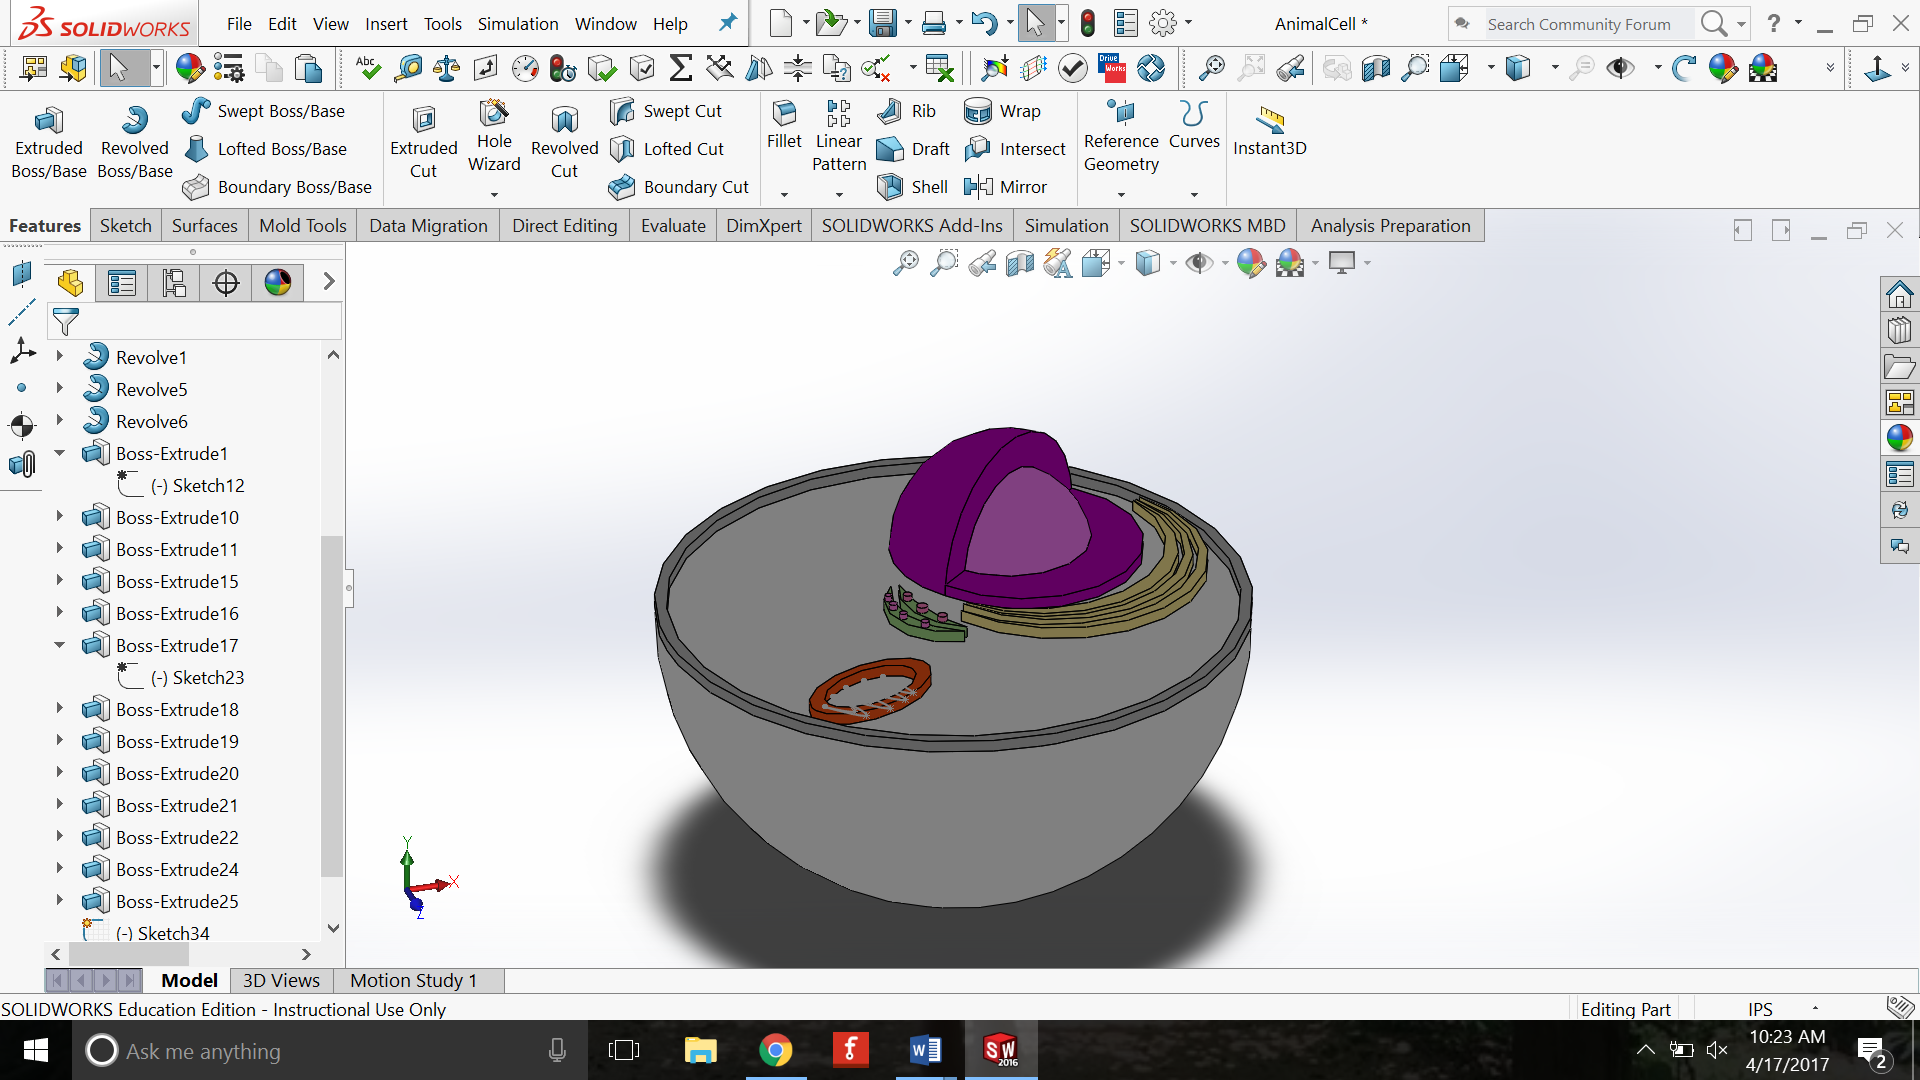 SOLIDWORKS File Edit View Insert Tools Simulation Window Help AnimalCell * Search Community Forum ?
Abc Drive Works
Extruded Boss/Base
Revolved Boss/Base
Swept Boss/Base
Lofted Boss/Base
Boundary Boss/Base
Extruded Cut
Hole Wizard
Revolved Cut
Swept Cut
Lofted Cut
Boundary Cut
Fillet
Linear Pattern
Rib
Draft
Shell
Wrap
Intersect
Mirror
Reference Geometry
Curves
Instant3D
Features Sketch Surfaces Mold Tools Data Migration Direct Editing Evaluate DimXpert SOLIDWORKS Add-Ins Simulation SOLIDWORKS MBD Analysis Preparation
Revolve1
Revolve5
Revolve6
Boss-Extrude1
(-) Sketch12
Boss-Extrude10
Boss-Extrude11
Boss-Extrude15
Boss-Extrude16
Boss-Extrude17
(-) Sketch23
Boss-Extrude18
Boss-Extrude19
Boss-Extrude20
Boss-Extrude21
Boss-Extrude22
Boss-Extrude24
Boss-Extrude25
(-) Sketch34
Y
X
Z
Model 3D Views Motion Study 1
SOLIDWORKS Education Edition - Instructional Use Only Editing Part IPS
Ask me anything
SW 2016
10:23 AM
4/17/2017
2